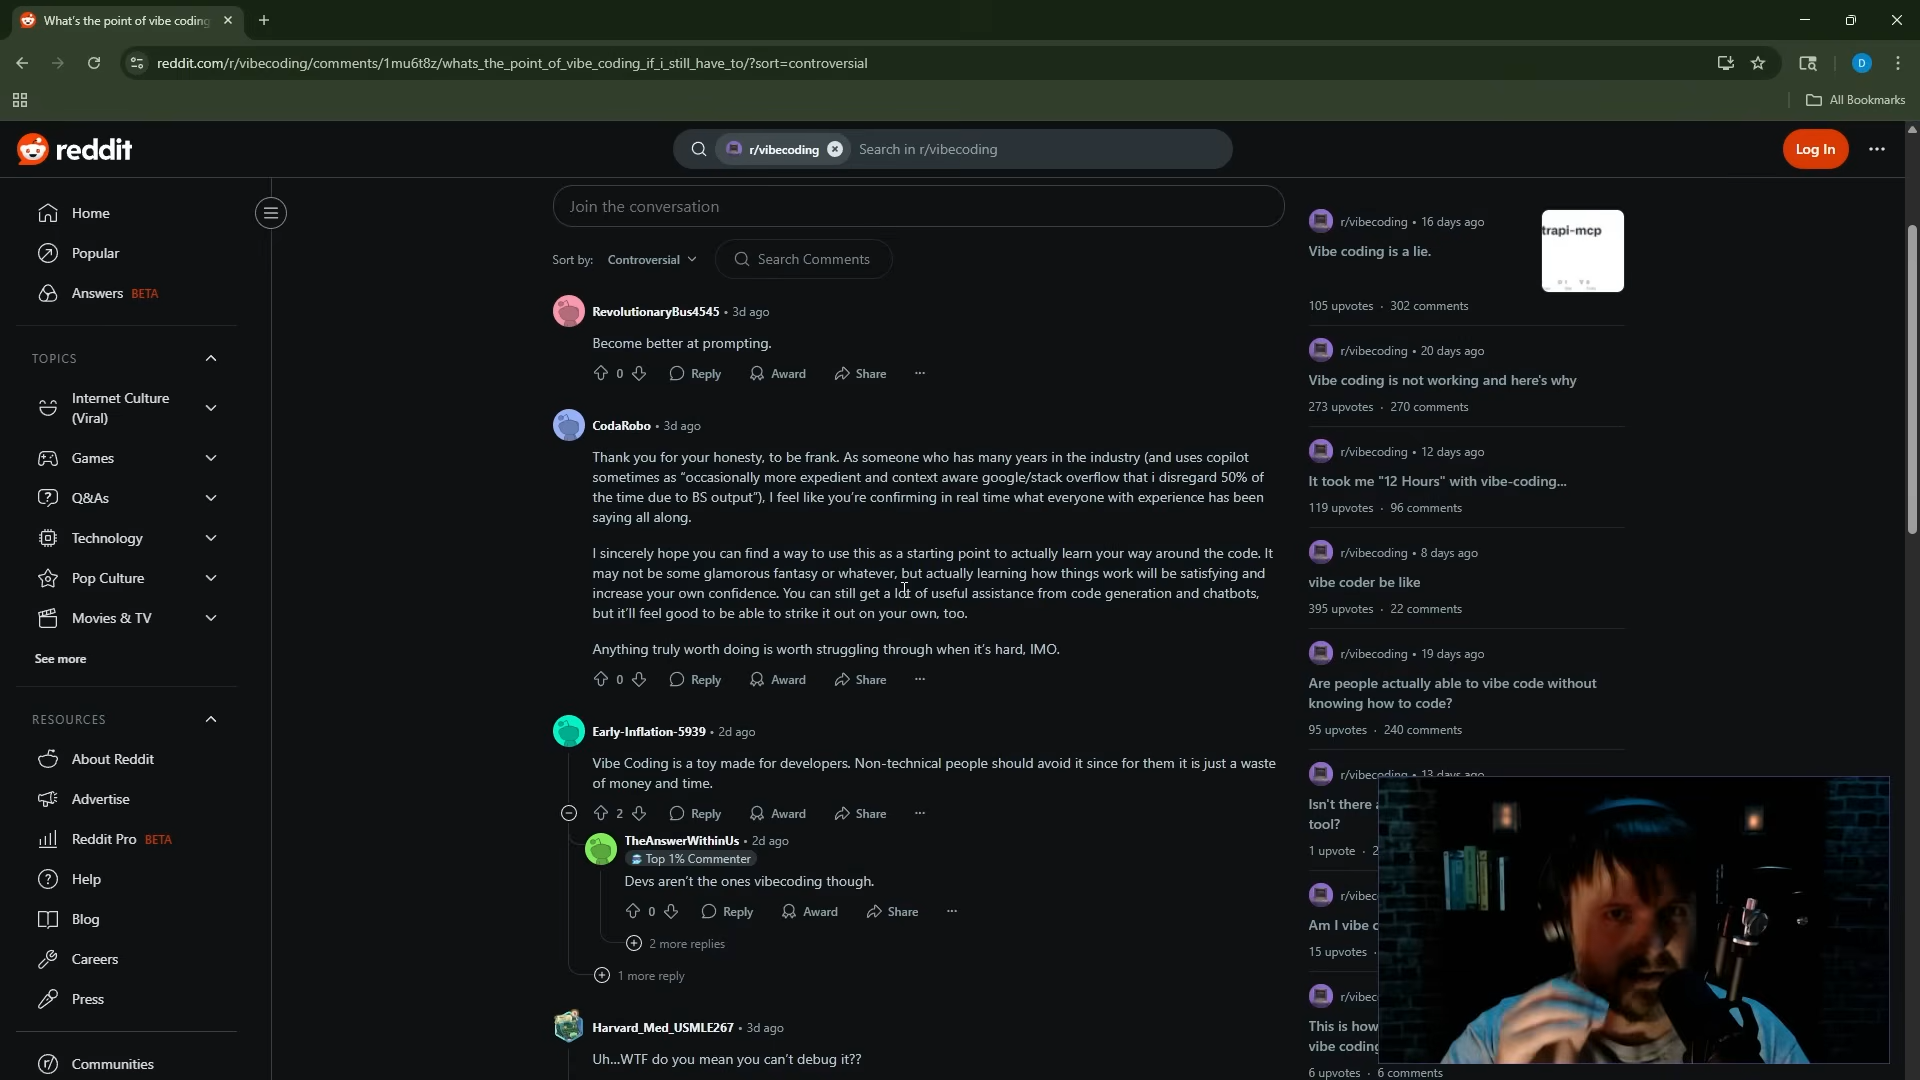 What's the point of vibe coding
reddit.com/r/vibecoding/comments/1mu6t8z/whats_the_point_of_vibe_coding_if_i_still_have_to/?sort=controversial
D
All Bookmarks
reddit
r/vibecoding
Search in r/vibecoding
Log In
Home
Popular
Answers BETA
TOPICS
Internet Culture
(Viral)
Games
Q&As
Technology
Pop Culture
Movies & TV
See more
RESOURCES
About Reddit
Advertise
Reddit Pro BETA
Help
Blog
Careers
Press
Communities
Join the conversation
Sort by: Controversial
Search Comments
RevolutionaryBus4545 • 3d ago
Become better at prompting.
0 Reply Award Share
CodaRobo • 3d ago
Thank you for your honesty, to be frank. As someone who has many years in the industry (and uses copilot
sometimes as “occasionally more expedient and context aware google/stack overflow that i disregard 50% of
the time due to BS output”), I feel like you’re confirming in real time what everyone with experience has been
saying all along.
I sincerely hope you can find a way to use this as a starting point to actually learn your way around the code. It
may not be some glamorous fantasy or whatever, but actually learning how things work will be satisfying and
increase your own confidence. You can still get a lot of useful assistance from code generation and chatbots,
but it’ll feel good to be able to strike it out on your own, too.
Anything truly worth doing is worth struggling through when it’s hard, IMO.
0 Reply Award Share
Early-Inflation-5939 • 2d ago
Vibe Coding is a toy made for developers. Non-technical people should avoid it since for them it is just a waste
of money and time.
2 Reply Award Share
TheAnswerWithinUs • 2d ago
Top 1% Commenter
Devs aren’t the ones vibecoding though.
0 Reply Award Share
2 more replies
1 more reply
Harvard_Med_USMLE267 • 3d ago
Uh...WTF do you mean you can’t debug it??
r/vibecoding • 16 days ago
Vibe coding is a lie.
trapi-mcp
105 upvotes · 302 comments
r/vibecoding • 20 days ago
Vibe coding is not working and here's why
273 upvotes · 270 comments
r/vibecoding • 12 days ago
It took me "12 Hours" with vibe-coding...
119 upvotes · 96 comments
r/vibecoding • 8 days ago
vibe coder be like
395 upvotes · 22 comments
r/vibecoding • 19 days ago
Are people actually able to vibe code without
knowing how to code?
95 upvotes · 240 comments
r/vibecoding • 13 days ago
Isn't there
tool?
1 upvote · 2
r/vibec
Am I vibe c
15 upvotes ·
r/vibec
This is how
vibe coding
6 upvotes · 6 comments